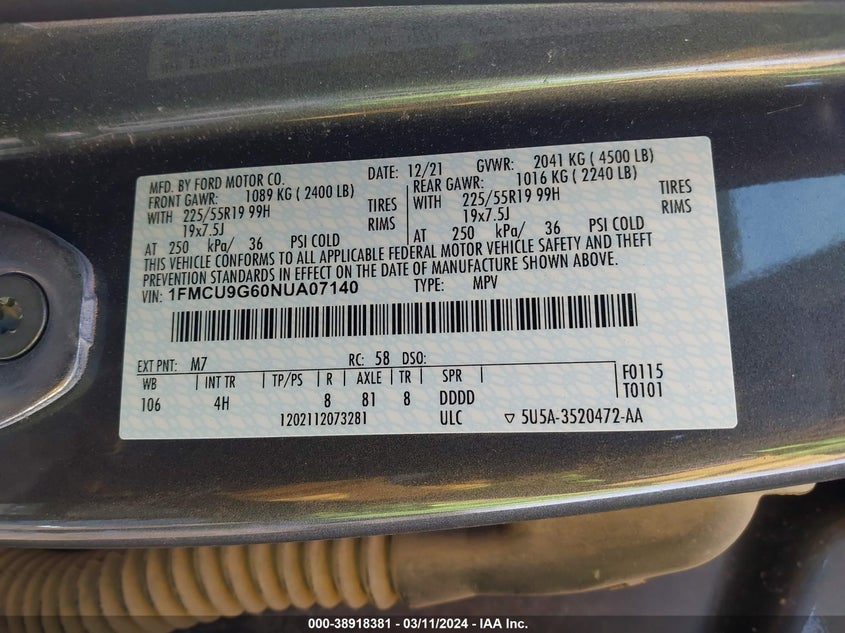 MFD. BY FORD MOTOR CO. DATE: 12/21 GVWR: 2041 KG ( 4500 LB)
FRONT GAWR: 1089 KG ( 2400 LB) REAR GAWR: 1016 KG ( 2240 LB)
WITH 225/55R19 99H TIRES WITH 225/55R19 99H TIRES
19x7.5J RIMS 19x7.5J RIMS
AT 250 kPa/ 36 PSI COLD AT 250 kPa/ 36 PSI COLD
THIS VEHICLE CONFORMS TO ALL APPLICABLE FEDERAL MOTOR VEHICLE SAFETY AND THEFT
PREVENTION STANDARDS IN EFFECT ON THE DATE OF MANUFACTURE SHOWN ABOVE.
VIN: 1FMCU9G60NUA07140 TYPE: MPV
EXT PNT: M7 RC: 58 DSO:
WB INT TR TP/PS R AXLE TR SPR F0115
106 4H 8 81 8 DDDD T0101
1202112073281 ULC ▽ 5U5A-3520472-AA
000-38918381 - 03/11/2024 - IAA Inc.